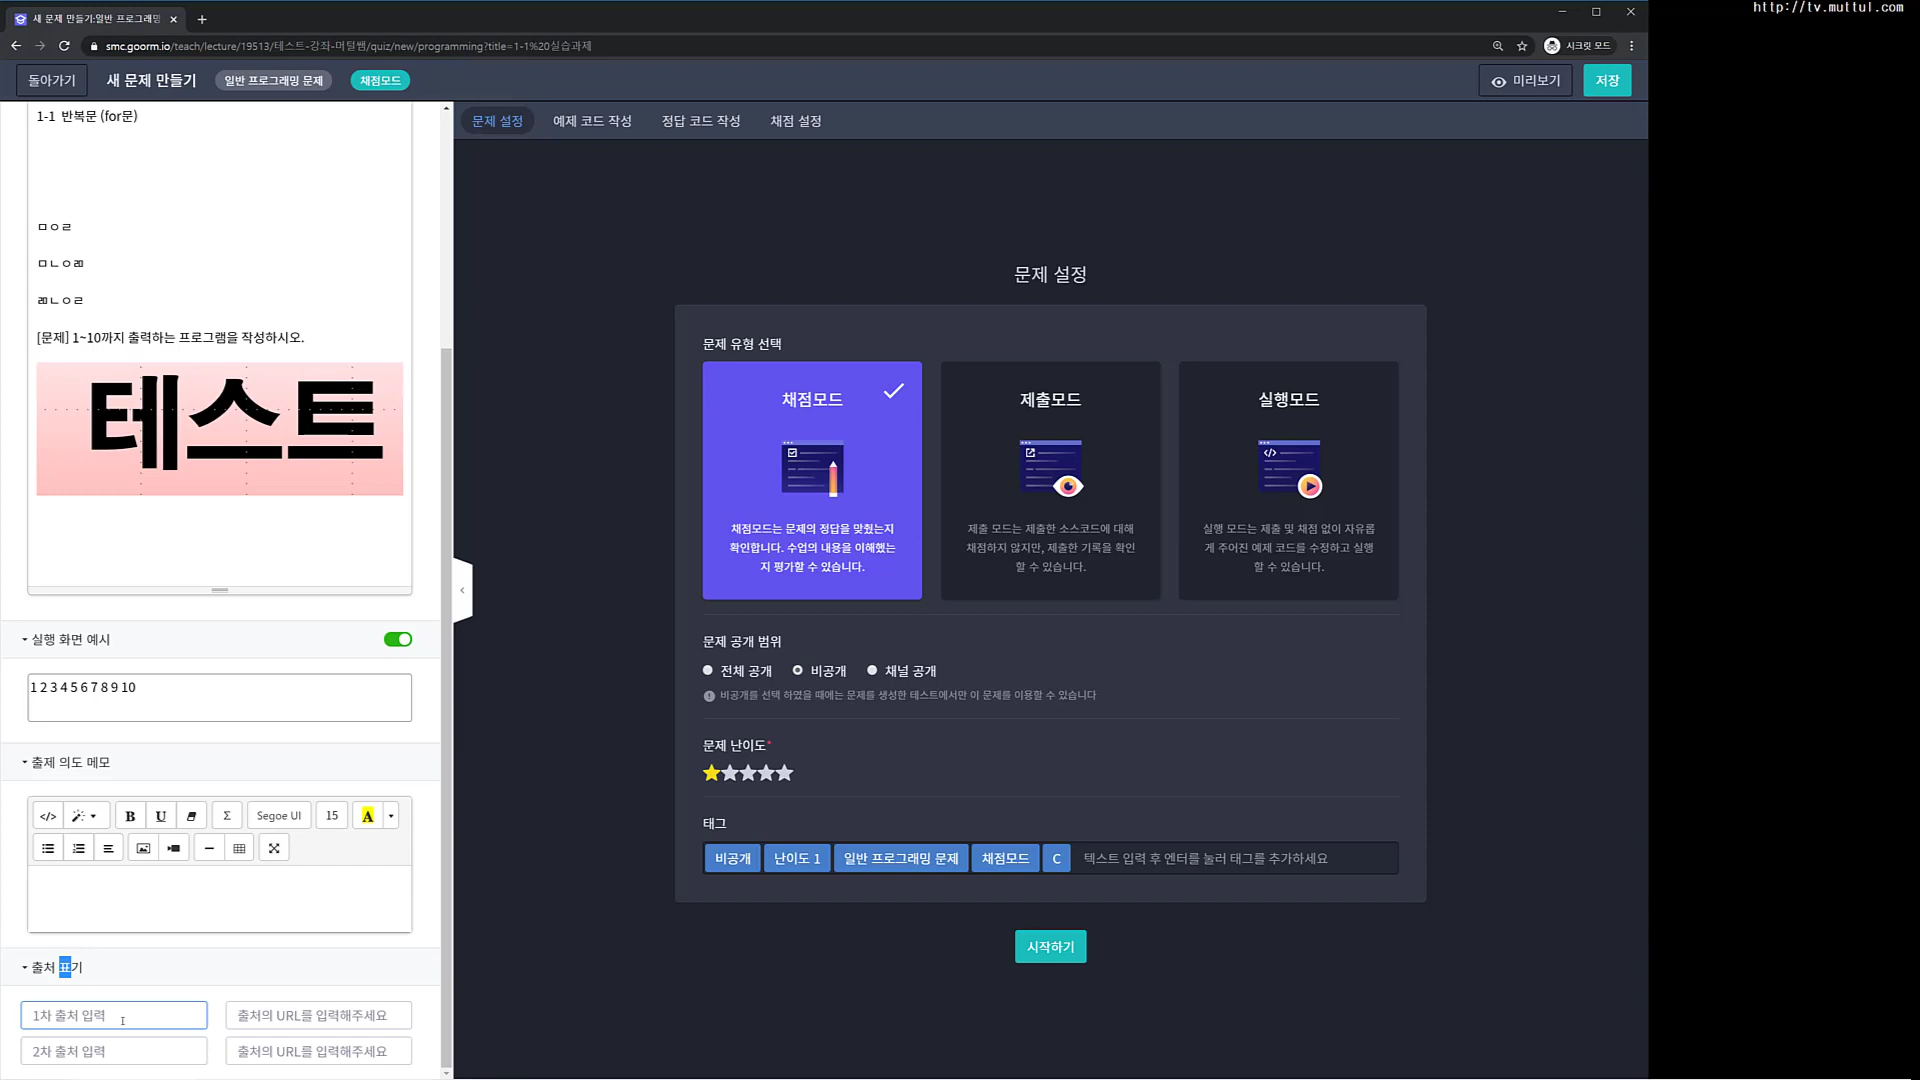 새 문제 만들기:일반 프로그래밍
http://tv.muttul.com
smc.goorm.io/teach/lecture/19513/테스트-강좌-머털쌤/quiz/new/programming?title=1-1%20실습과제
시크릿 모드
돌아가기
새 문제 만들기
일반 프로그래밍 문제
채점모드
미리보기
저장
1-1 반복문 (for문)
ㅁㅇㄹ
ㅁㄴㅇㄻ
ㄻㄴㅇㄹ
[문제] 1~10까지 출력하는 프로그램을 작성하시오.
테스트
실행 화면 예시
1 2 3 4 5 6 7 8 9 10
출제 의도 메모
</>
B
U
Σ
Segoe UI
15
A
출처 표기
1차 출처 입력
출처의 URL를 입력해주세요
2차 출처 입력
출처의 URL를 입력해주세요
문제 설정
예제 코드 작성
정답 코드 작성
채점 설정
문제 설정
문제 유형 선택
채점모드
채점모드는 문제의 정답을 맞췄는지
확인합니다. 수업의 내용을 이해했는
지 평가할 수 있습니다.
제출모드
제출 모드는 제출한 소스코드에 대해
채점하지 않지만, 제출한 기록을 확인
할 수 있습니다.
실행모드
실행 모드는 제출 및 채점 없이 자유롭
게 주어진 예제 코드를 수정하고 실행
할 수 있습니다.
문제 공개 범위
전체 공개
비공개
채널 공개
비공개를 선택 하였을 때에는 문제를 생성한 테스트에서만 이 문제를 이용할 수 있습니다
문제 난이도*
태그
비공개
난이도 1
일반 프로그래밍 문제
채점모드
C
텍스트 입력 후 엔터를 눌러 태그를 추가하세요
시작하기